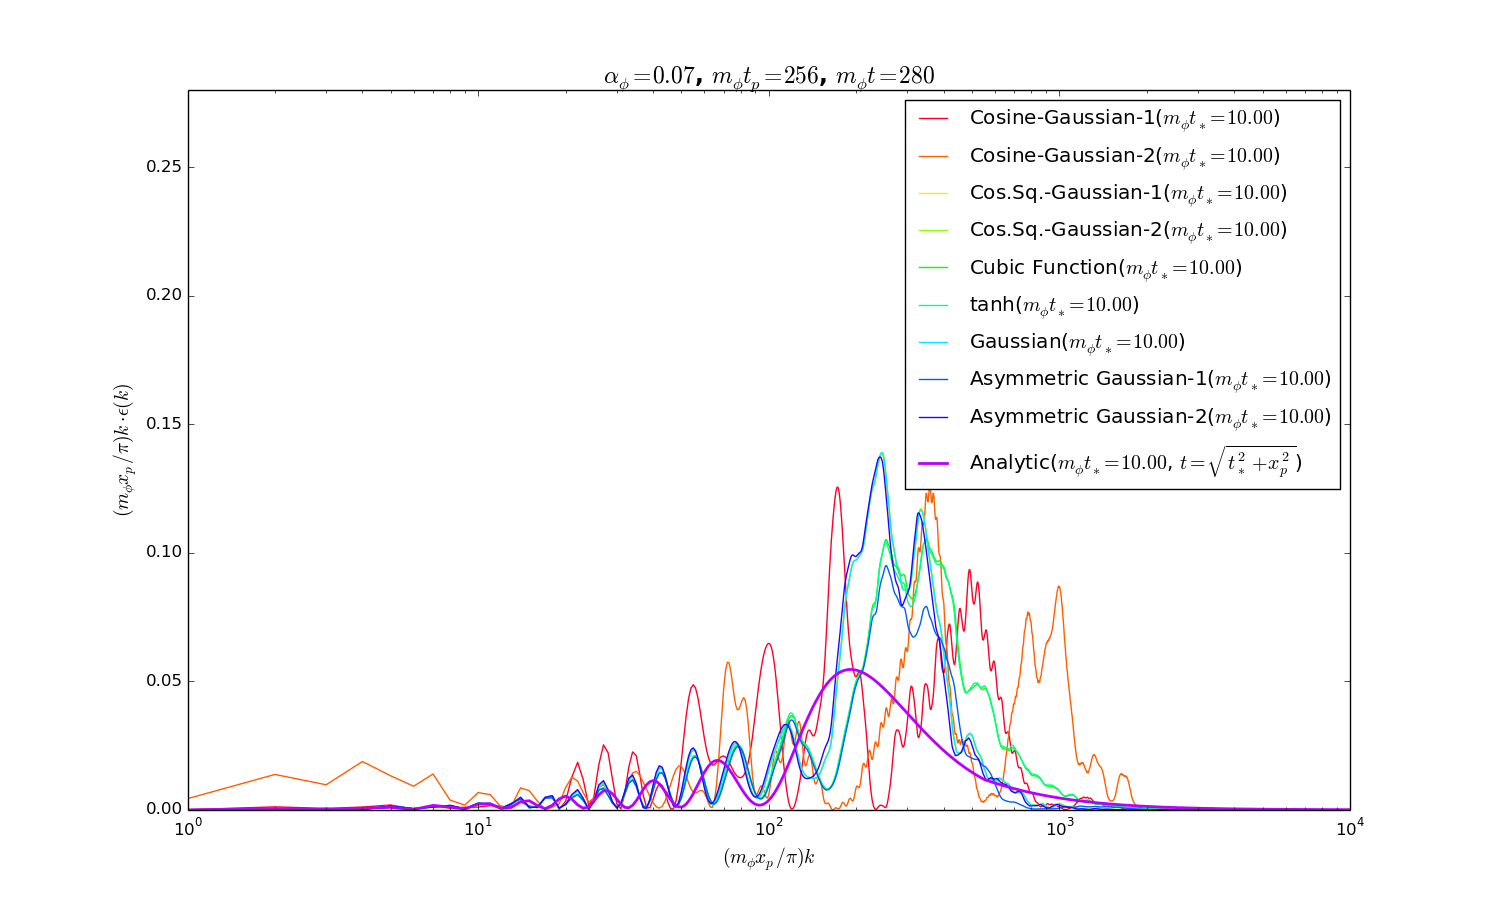 α_ϕ=0.07, m_ϕt_p=256, m_ϕt=280
(m_ϕx_p/π)k·ϵ(k)
0.25
0.20
0.15
0.10
0.05
0.00
Cosine-Gaussian-1(m_ϕt_*=10.00)
Cosine-Gaussian-2(m_ϕt_*=10.00)
Cos.Sq.-Gaussian-1(m_ϕt_*=10.00)
Cos.Sq.-Gaussian-2(m_ϕt_*=10.00)
Cubic Function(m_ϕt_*=10.00)
tanh(m_ϕt_*=10.00)
Gaussian(m_ϕt_*=10.00)
Asymmetric Gaussian-1(m_ϕt_*=10.00)
Asymmetric Gaussian-2(m_ϕt_*=10.00)
Analytic(m_ϕt_*=10.00, t=√(t_*^2+x_p^2))
10^0 10^1 10^2 10^3 10^4
(m_ϕx_p/π)k